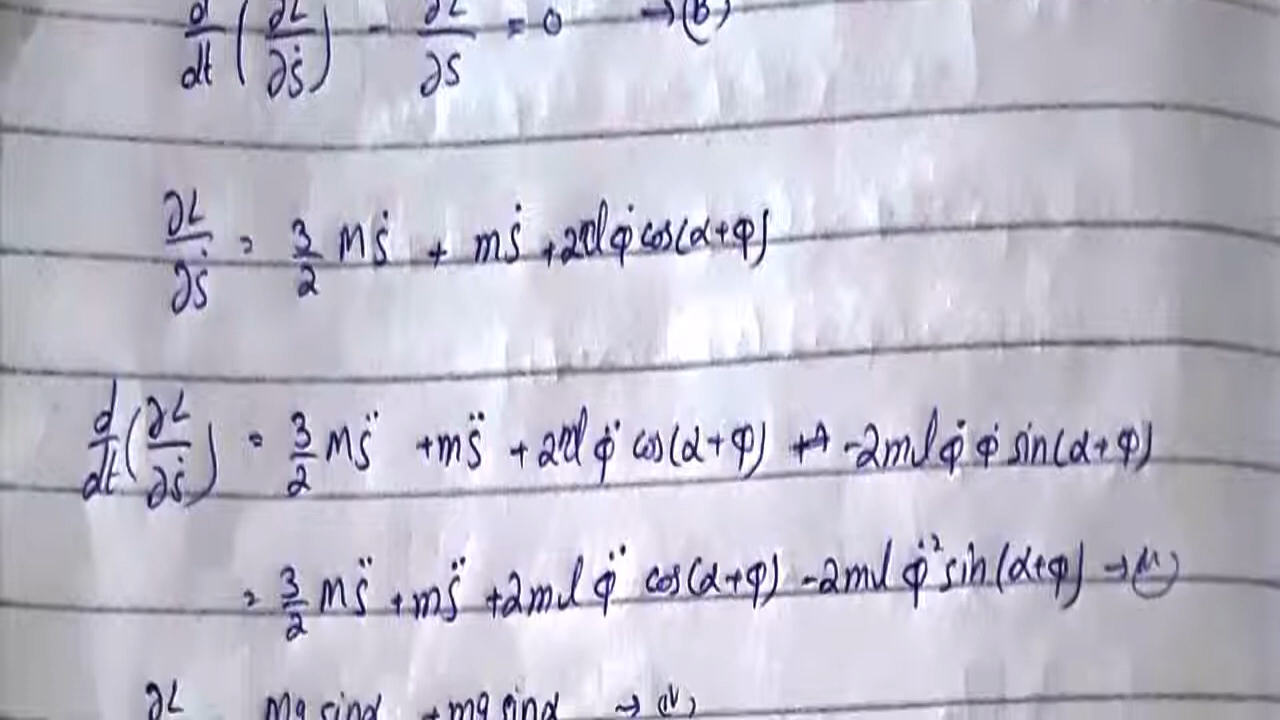 d/dt (∂L/∂ṡ) - ∂L/∂s = 0 → (B)
∂L/∂ṡ = 3/2 Mṡ + mṡ + 2ml φ̇ cos(α+φ)
d/dt (∂L/∂ṡ) = 3/2 Ms̈ + ms̈ + 2ml φ̈ cos(α+φ) + -2ml φ̇ φ̇ sin(α+φ)
= 3/2 Ms̈ + ms̈ + 2ml φ̈ cos(α+φ) - 2ml φ̇² sin(α+φ) →
∂L Mg sinα + mg sinα →